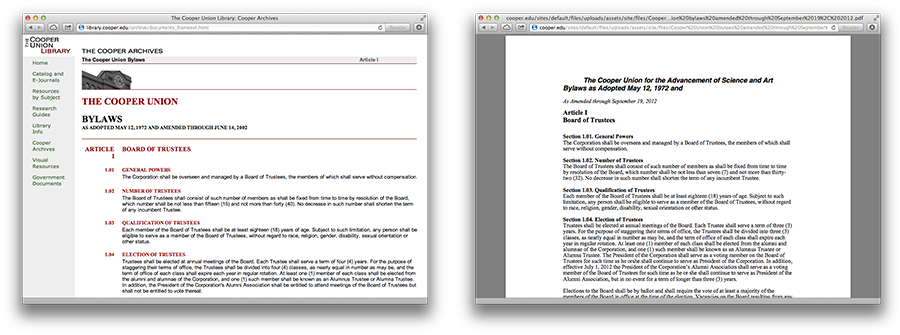 The Cooper Union Library: Cooper Archives
library.cooper.edu/archive/documents_frameset.html
Reader
THE COOPER UNION LIBRARY
Home
Catalog and
E-Journals
Resources
by Subject
Research
Guides
Library
Info
Cooper
Archives
Visual
Resources
Government
Documents
THE COOPER ARCHIVES
The Cooper Union Bylaws
Article I
THE COOPER UNION
BYLAWS
AS ADOPTED MAY 12, 1972 AND AMENDED THROUGH JUNE 14, 2002
ARTICLE I BOARD OF TRUSTEES
1.01 GENERAL POWERS
The Corporation shall be overseen and managed by a Board of Trustees, the members of which shall serve without compensation.
1.02 NUMBER OF TRUSTEES
The Board of Trustees shall consist of such number of members as shall be fixed from time to time by resolution of the Board,
which number shall be not less than fifteen (15) and not more than forty (40). No decrease in such number shall shorten the term
of any incumbent Trustee.
1.03 QUALIFICATION OF TRUSTEES
Each member of the Board of Trustees shall be at least eighteen (18) years of age. Subject to such limitation, any person shall be
eligible to serve as a member of the Board of Trustees, without regard to race, religion, gender, disability, sexual orientation or
other status.
1.04 ELECTION OF TRUSTEES
Trustees shall be elected at annual meetings of the Board. Each Trustee shall serve a term of four (4) years. For the purpose of
staggering their terms of office, the Trustees shall be divided into four (4) classes, as nearly equal in number as may be, and the
term of office of each class shall expire each year in regular rotation. At least one (1) member of each class shall be elected from
the alumni and alumnae of the Corporation, and one (1) such member shall be known as an Alumnus Trustee or Alumna Trustee.
In addition, the President of the Corporation's Alumni Association shall be entitled to attend meetings of the Board of Trustees but
shall not be entitled to vote thereat.
cooper.edu/sites/default/files/uploads/assets/site/files/Cooper ...ion%20bylaws%20amended%20through%20September%2019%2C%202012.pdf
Reader
The Cooper Union for the Advancement of Science and Art
Bylaws as Adopted May 12, 1972 and
As Amended through September 19, 2012
Article I
Board of Trustees
Section 1.01. General Powers
The Corporation shall be overseen and managed by a Board of Trustees, the members of which shall
serve without compensation.
Section 1.02. Number of Trustees
The Board of Trustees shall consist of such number of members as shall be fixed from time to time
by resolution of the Board, which number shall be not less than seven (7) and not more than thirty-
two (32). No decrease in such number shall shorten the term of any incumbent Trustee.
Section 1.03. Qualification of Trustees
Each member of the Board of Trustees shall be at least eighteen (18) years of age. Subject to such
limitation, any person shall be eligible to serve as a member of the Board of Trustees, without regard
to race, religion, gender, disability, sexual orientation or other status.
Section 1.04. Election of Trustees
Trustees shall be elected at annual meetings of the Board. Each Trustee shall serve a term of three (3)
years. For the purpose of staggering their terms of office, the Trustees shall be divided into three (3)
classes, as nearly equal in number as may be, and the term of office of each class shall expire each
year in regular rotation. At least one (1) member of each class shall be elected from the alumni and
alumnae of the Corporation, and one (1) such member shall be known as an Alumnus Trustee or
Alumna Trustee. The President of the Corporation shall serve as a voting member of the Board of
Trustees for such time as he or she shall continue to serve as President of the Corporation. In addition,
effective July 1, 2012 the President of the Corporation's Alumni Association shall serve as a voting
member of the Board of Trustees for such time as he or she shall continue to serve as President of the
Alumni Association, but in no event for a term of longer than three (3) years.
Elections to the Board shall be by ballot and shall require the vote of at least a majority of the
members of the Board in office at the time of the election. Vacancies on the Board resulting from any